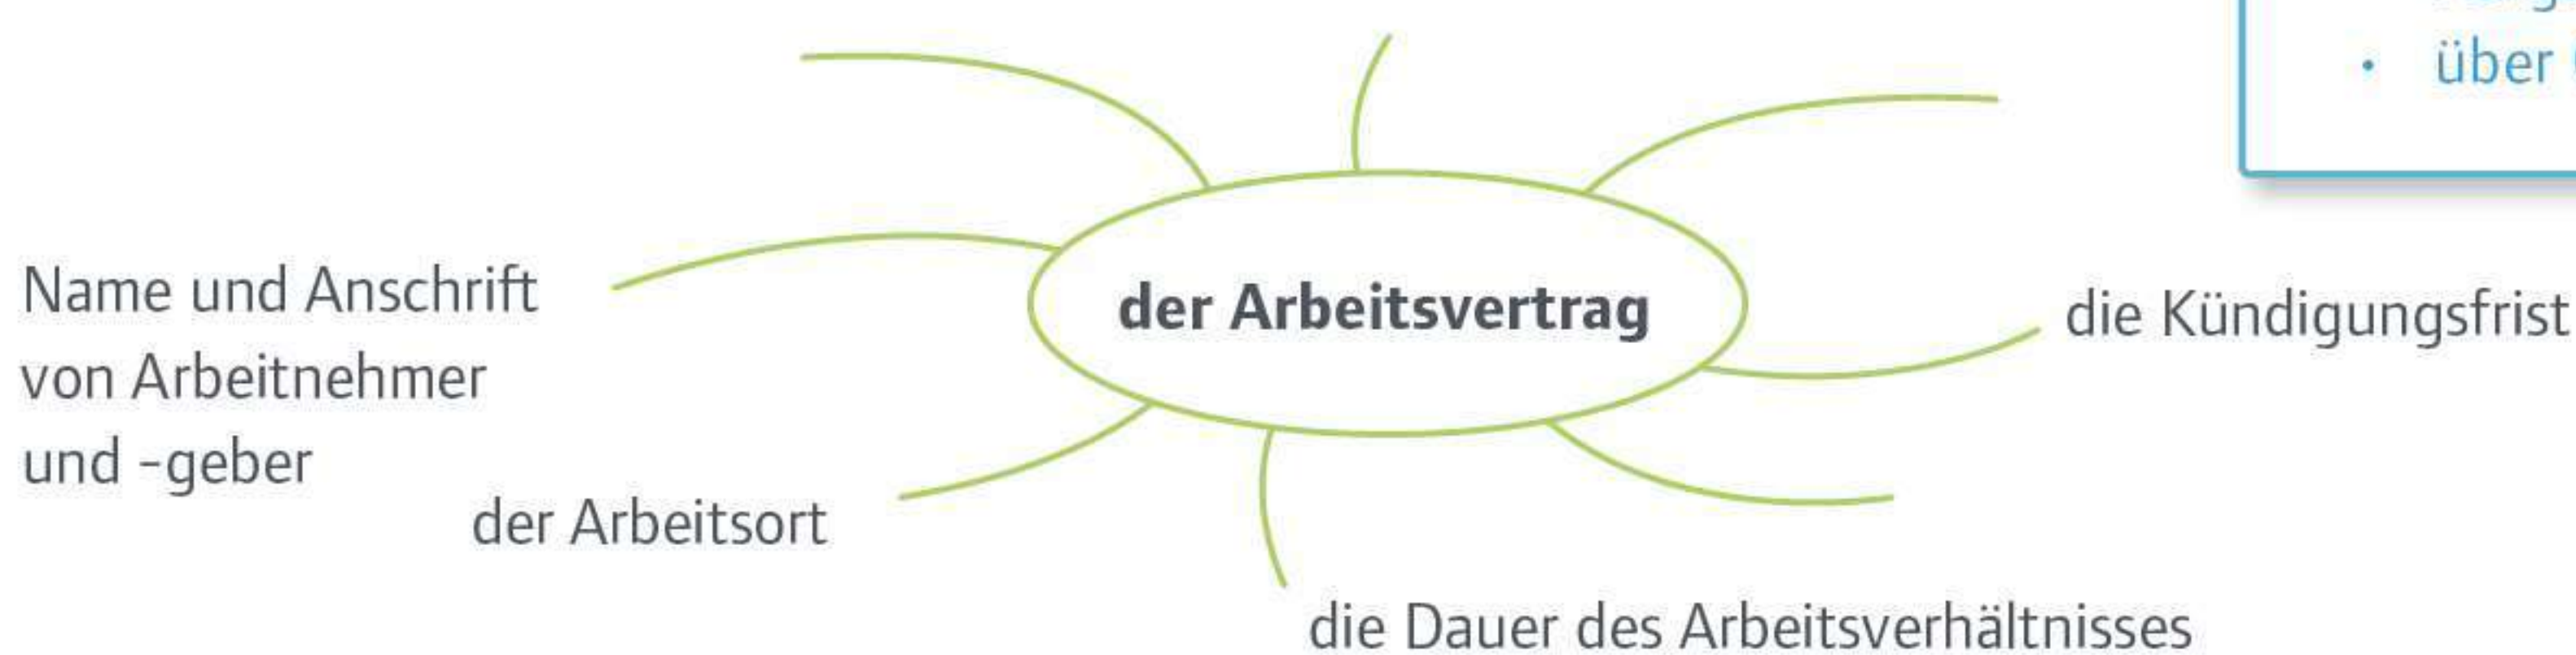 über
der Arbeitsvertrag
Name und Anschrift
von Arbeitnehmer
und -geber
die Kündigungsfrist
der Arbeitsort
die Dauer des Arbeitsverhältnisses